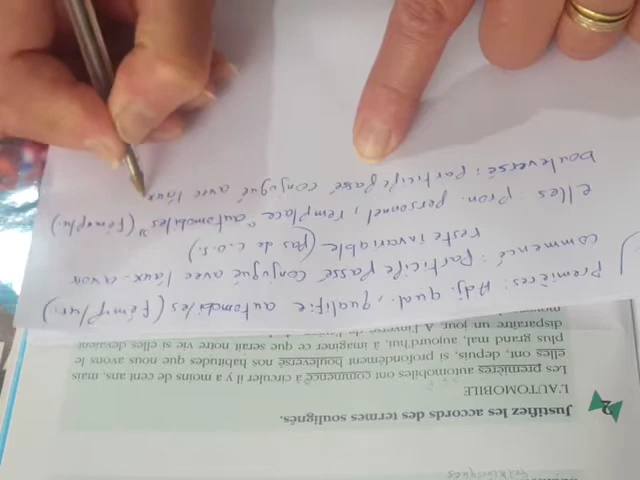 2 Justifiez les accords des termes soulignés.
L'AUTOMOBILE
Les premières automobiles ont commencé à circuler il y a moins de cent ans, mais
elles ont, depuis, si profondément bouleversé nos habitudes que nous avons le
plus grand mal, aujourd'hui, à imaginer ce que serait notre vie si elles devaient
disparaître un jour. A l'inverse de
Premières: Adj. qual, qualifie automobiles (fém/plur.)
commencé: Participe passé conjugué avec l'aux. avoir
reste invariable (pas de c.o.d.)
elles: pron. personnel, remplace "automobiles" (fém/plu.)
bouleversé: participe passé conjugué avec l'aux